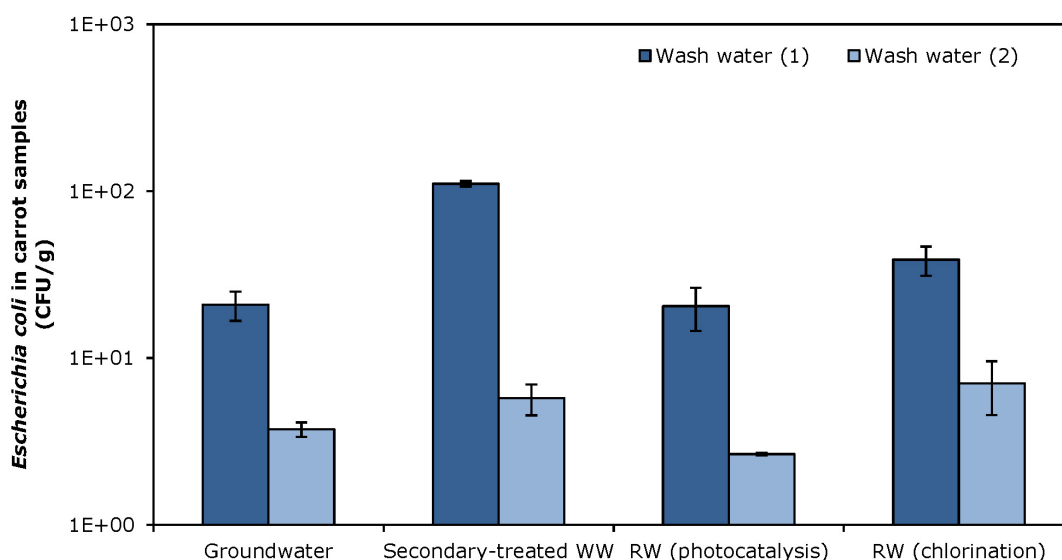 1E+03
1E+02
1E+01
1E+00
Escherichia coli in carrot samples
(CFU/g)
Wash water (1) Wash water (2)
Groundwater Secondary-treated WW RW (photocatalysis) RW (chlorination)